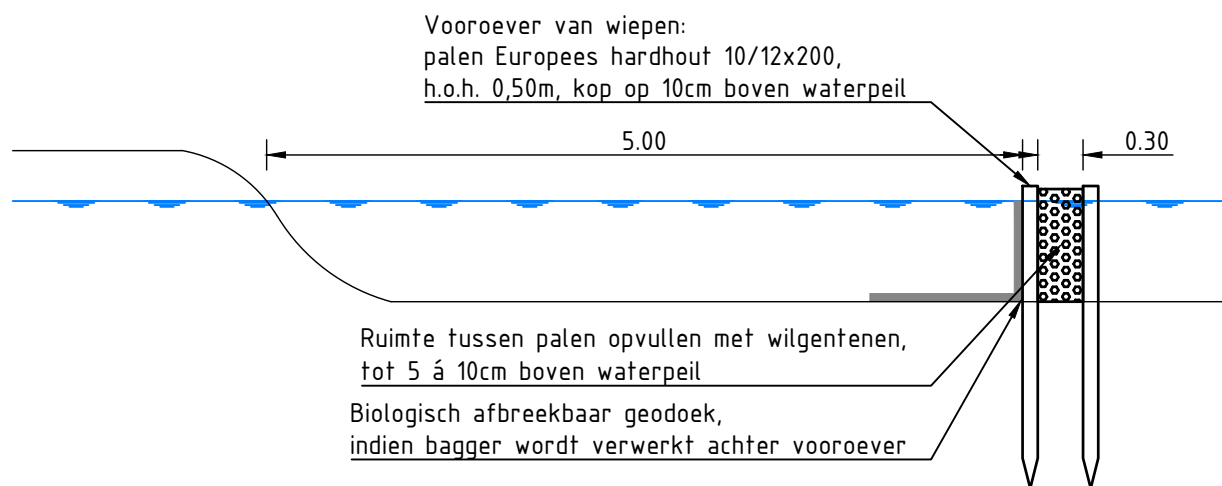 Vooroever van wiepen:
palen Europees hardhout 10/12x200,
h.o.h. 0,50m, kop op 10cm boven waterpeil
5.00
0.30
Ruimte tussen palen opvullen met wilgentenen,
tot 5 á 10cm boven waterpeil
Biologisch afbreekbaar geodoek,
indien bagger wordt verwerkt achter vooroever